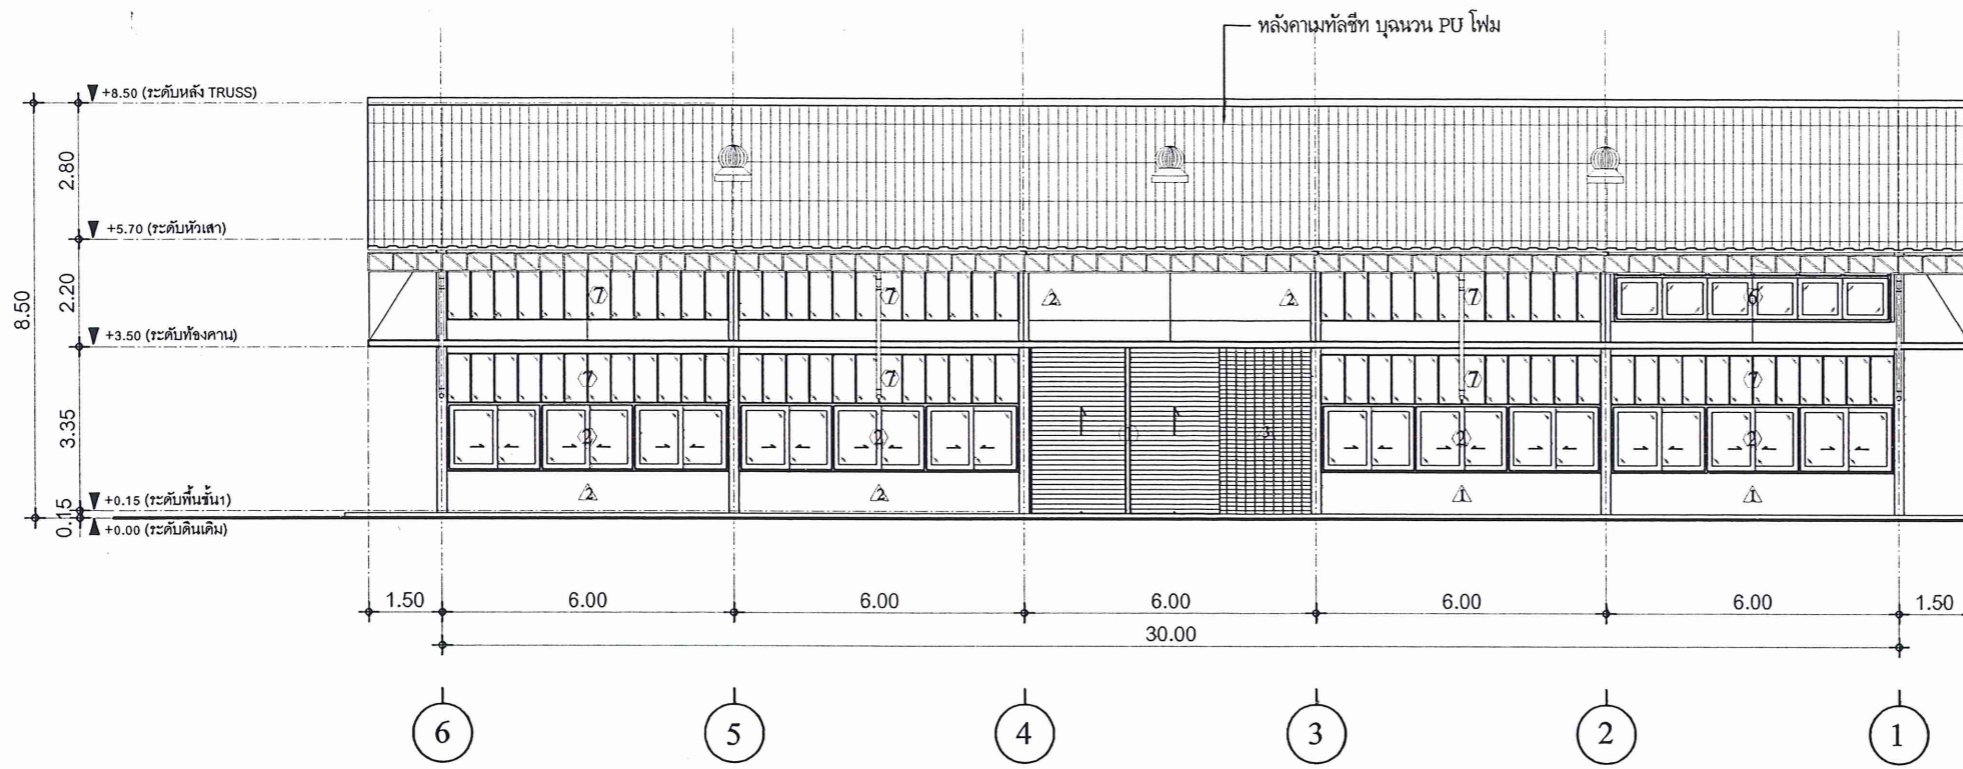 หลังคาเมทัลชีท บุฉนวน PU โฟม
+8.50 (ระดับหลัง TRUSS)
2.80
+5.70 (ระดับหัวเสา)
2.20
8.50
+3.50 (ระดับท้องคาน)
3.35
+0.15 (ระดับพื้นชั้น1)
0.15
+0.00 (ระดับดินเดิม)
7 7 2 2 7 6
7 7 7 7
2 2 3 2 2
2 2 1 1
1.50 6.00 6.00 6.00 6.00 6.00 1.50
30.00
6 5 4 3 2 1